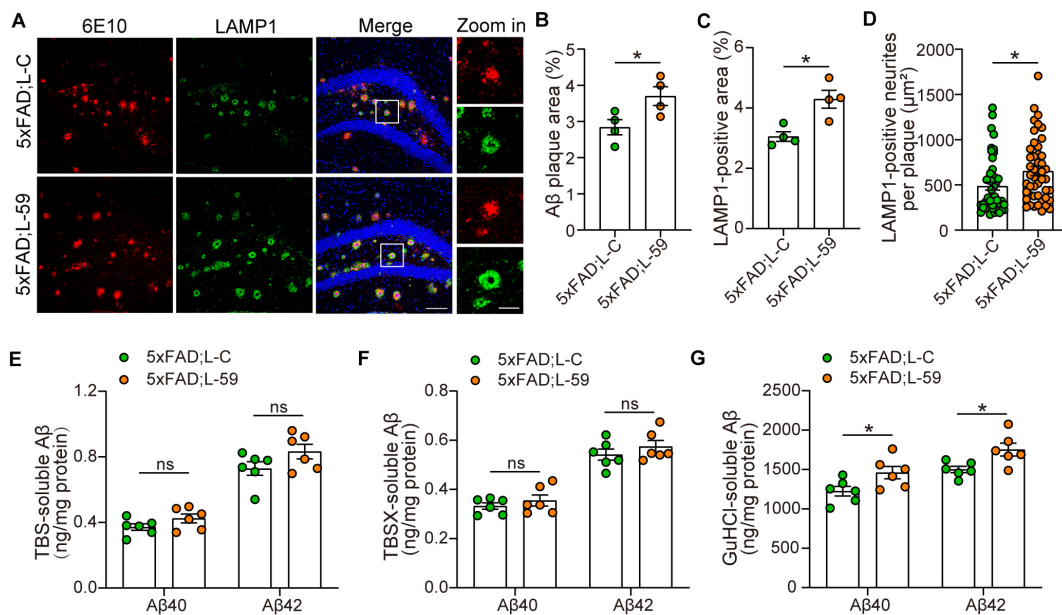 A
6E10
LAMP1
Merge
Zoom in
5xFAD;L-C
5xFAD;L-59
B
Aβ plaque area (%)
5
4
3
2
1
0
*
5xFAD;L-C
5xFAD;L-59
C
LAMP1-positive area (%)
6
4
2
0
*
5xFAD;L-C
5xFAD;L-59
D
LAMP1-positive neurites
per plaque (µm²)
2000
1500
1000
500
0
*
5xFAD;L-C
5xFAD;L-59
E
5xFAD;L-C
5xFAD;L-59
TBS-soluble Aβ
(ng/mg protein)
1.2
0.8
0.4
0.0
ns
ns
Aβ40
Aβ42
F
5xFAD;L-C
5xFAD;L-59
TBSX-soluble Aβ
(ng/mg protein)
0.8
0.6
0.4
0.2
0.0
ns
ns
Aβ40
Aβ42
G
5xFAD;L-C
5xFAD;L-59
GuHCl-soluble Aβ
(ng/mg protein)
2500
2000
1500
1000
500
0
*
*
Aβ40
Aβ42